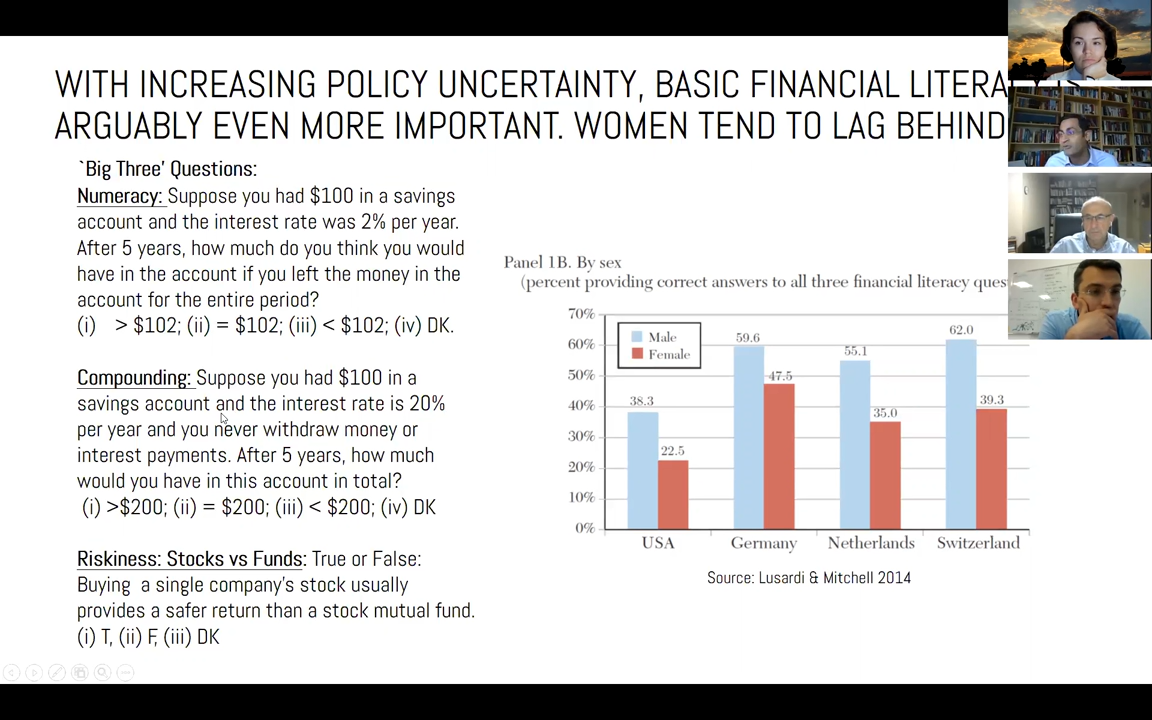 WITH INCREASING POLICY UNCERTAINTY, BASIC FINANCIAL
ARGUABLY EVEN MORE IMPORTANT. WOMEN TEND TO LAG BEHIND
`Big Three' Questions:
Numeracy: Suppose you had $100 in a savings
account and the interest rate was 2% per year.
After 5 years, how much do you think you would
have in the account if you left the money in the
account for the entire period?
(i) > $102; (ii) = $102; (iii) < $102; (iv) DK.
Compounding: Suppose you had $100 in a
savings account and the interest rate is 20%
per year and you never withdraw money or
interest payments. After 5 years, how much
would you have in this account in total?
(i) >$200; (ii) = $200; (iii) < $200; (iv) DK
Riskiness: Stocks vs Funds: True or False:
Buying a single company's stock usually
provides a safer return than a stock mutual fund.
(i) T, (ii) F, (iii) DK
Panel 1B. By sex
(percent providing correct answers to all three financial literacy
70%
60%
50%
40%
30%
20%
10%
0%
Male
Female
38.3
22.5
59.6
47.5
55.1
35.0
62.0
39.3
USA
Germany
Netherlands
Switzerland
Source: Lusardi & Mitchell 2014